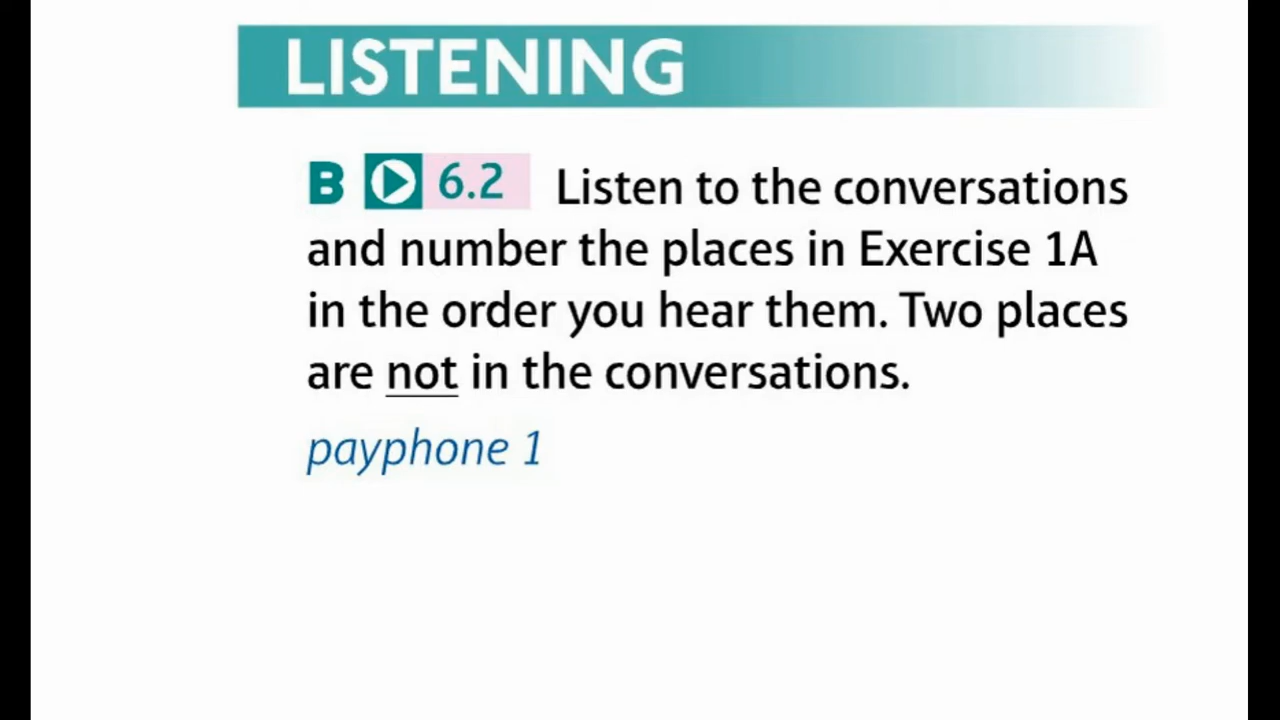 LISTENING
B 6.2 Listen to the conversations
and number the places in Exercise 1A
in the order you hear them. Two places
are not in the conversations.
payphone 1